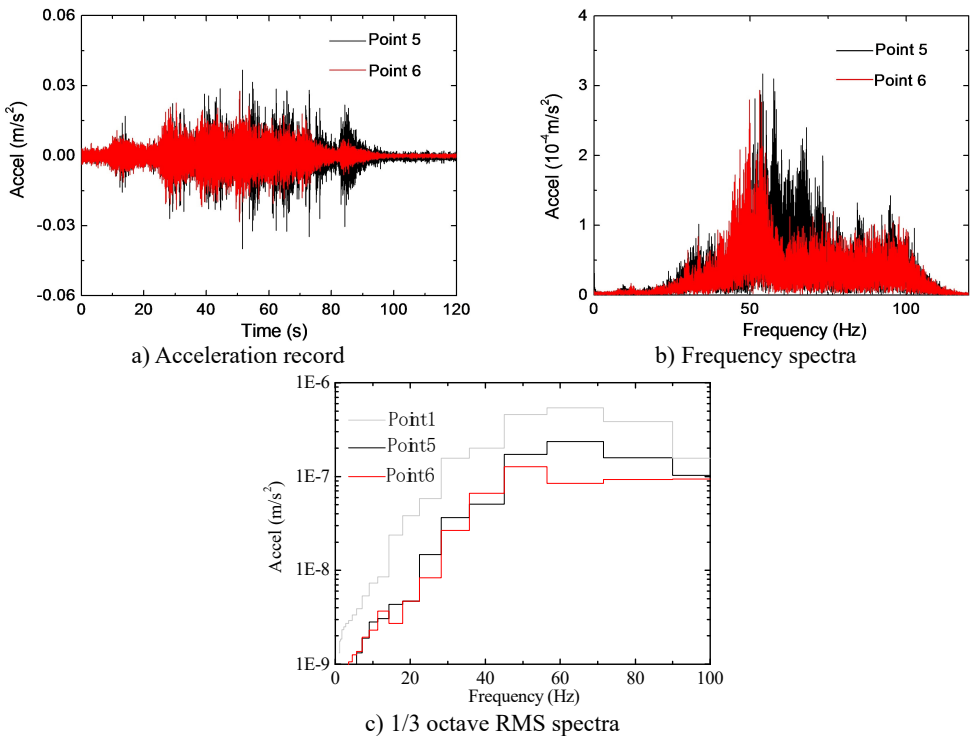 0.06
0.03
0.00
-0.03
-0.06
Accel (m/s²)
Point 5
Point 6
0 20 40 60 80 100 120
Time (s)
a) Acceleration record
4
3
2
1
0
Accel (10⁻⁴m/s²)
Point 5
Point 6
0 50 100
Frequency (Hz)
b) Frequency spectra
1E-6
1E-7
1E-8
1E-9
Accel (m/s²)
Point1
Point5
Point6
0 20 40 60 80 100
Frequency (Hz)
c) 1/3 octave RMS spectra